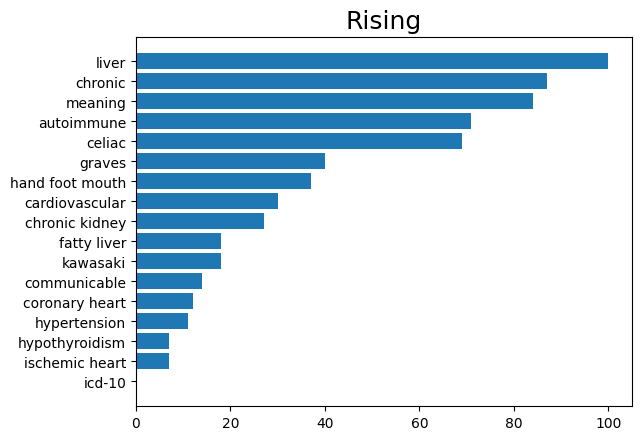 Rising
liver
chronic
meaning
autoimmune
celiac
graves
hand foot mouth
cardiovascular
chronic kidney
fatty liver
kawasaki
communicable
coronary heart
hypertension
hypothyroidism
ischemic heart
icd-10
0 20 40 60 80 100